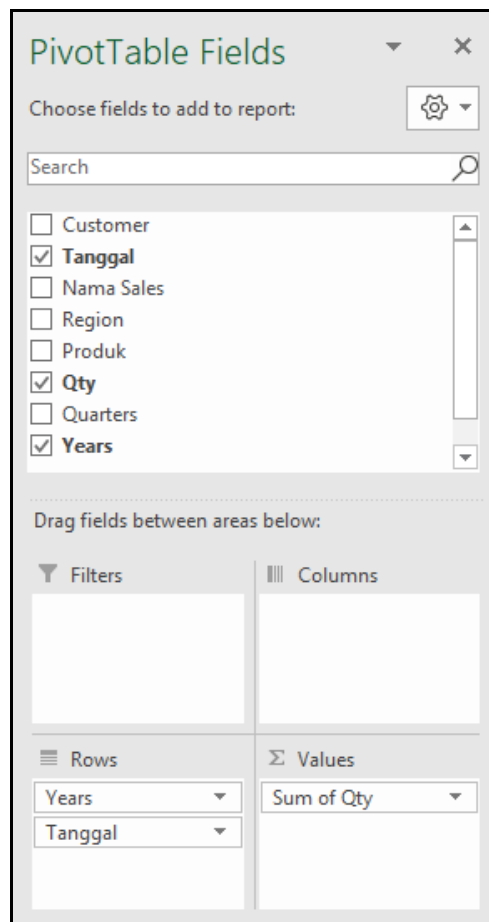 PivotTable Fields
Choose fields to add to report:
Search
Customer
Tanggal
Nama Sales
Region
Produk
Qty
Quarters
Years
Drag fields between areas below:
Filters
Columns
Rows
Σ Values
Years
Sum of Qty
Tanggal